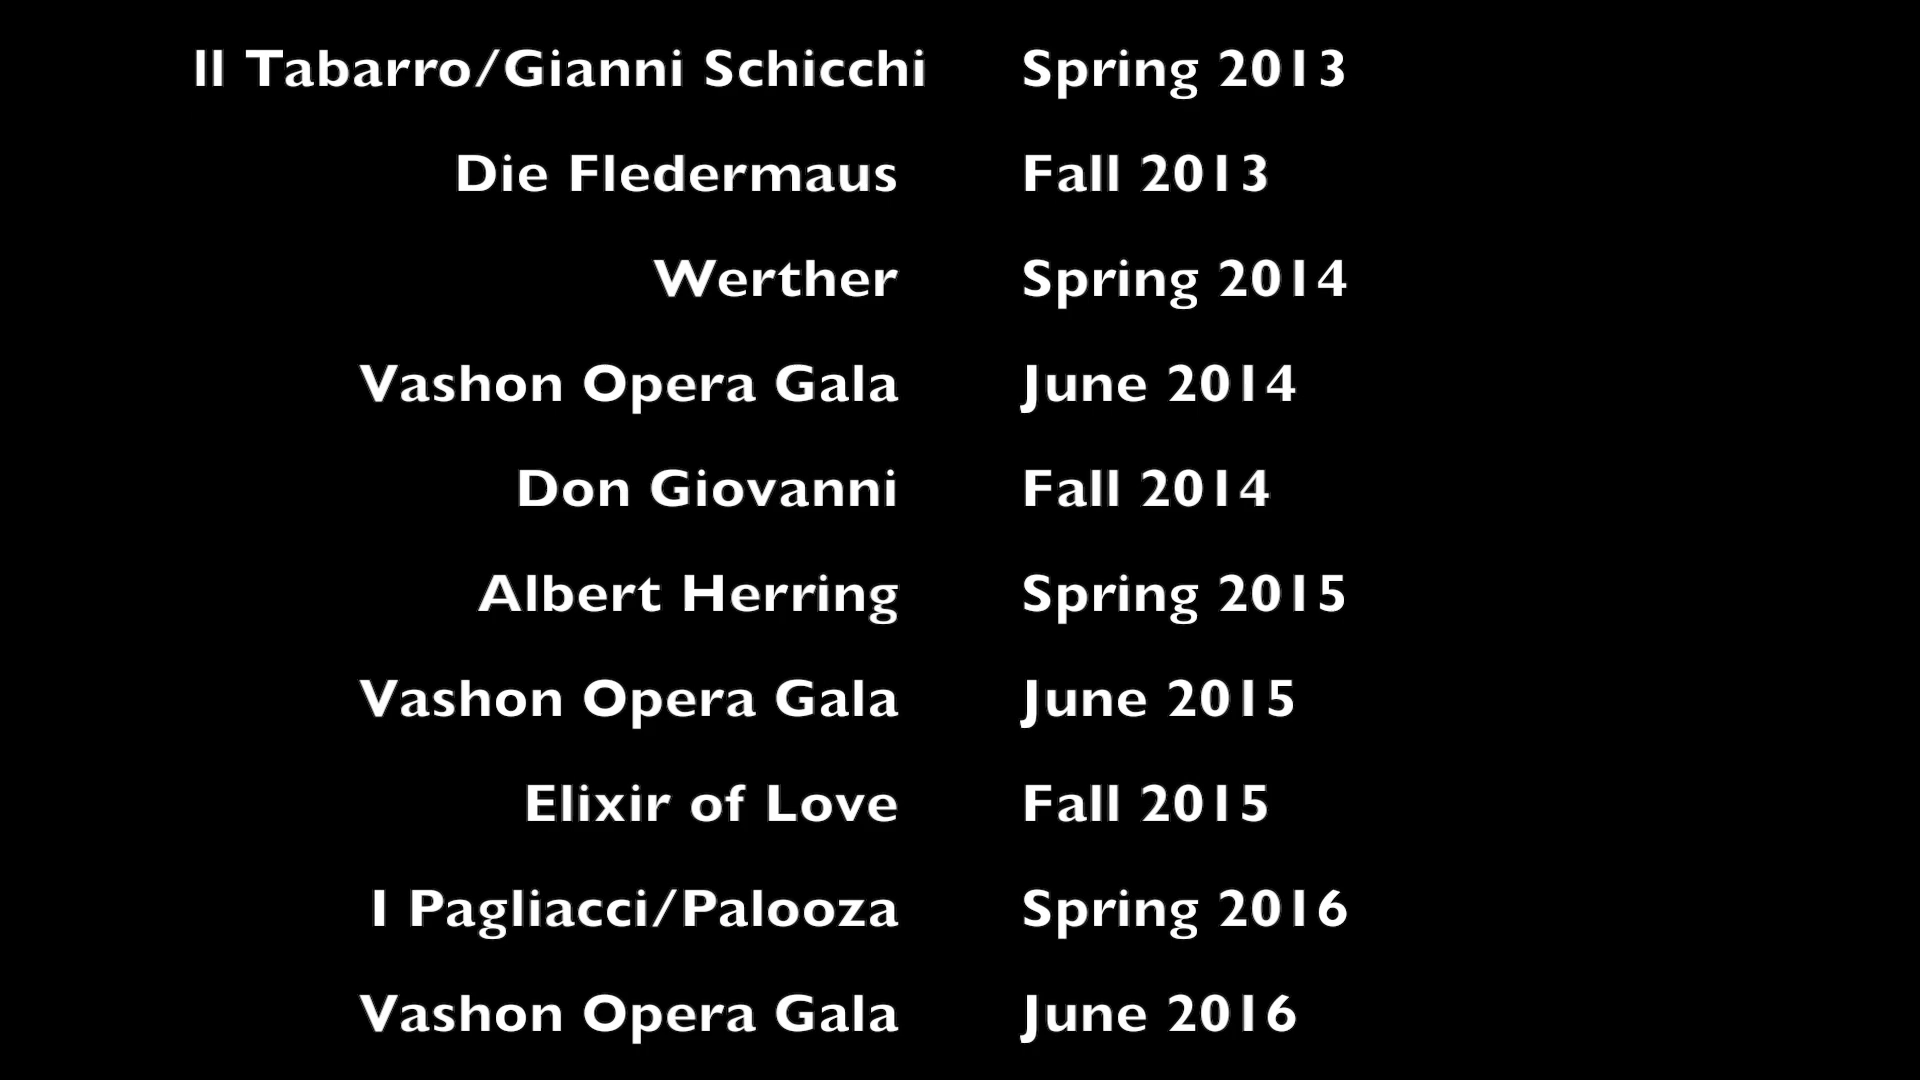 Il Tabarro/Gianni Schicchi Spring 2013
Die Fledermaus Fall 2013
Werther Spring 2014
Vashon Opera Gala June 2014
Don Giovanni Fall 2014
Albert Herring Spring 2015
Vashon Opera Gala June 2015
Elixir of Love Fall 2015
I Pagliacci/Palooza Spring 2016
Vashon Opera Gala June 2016